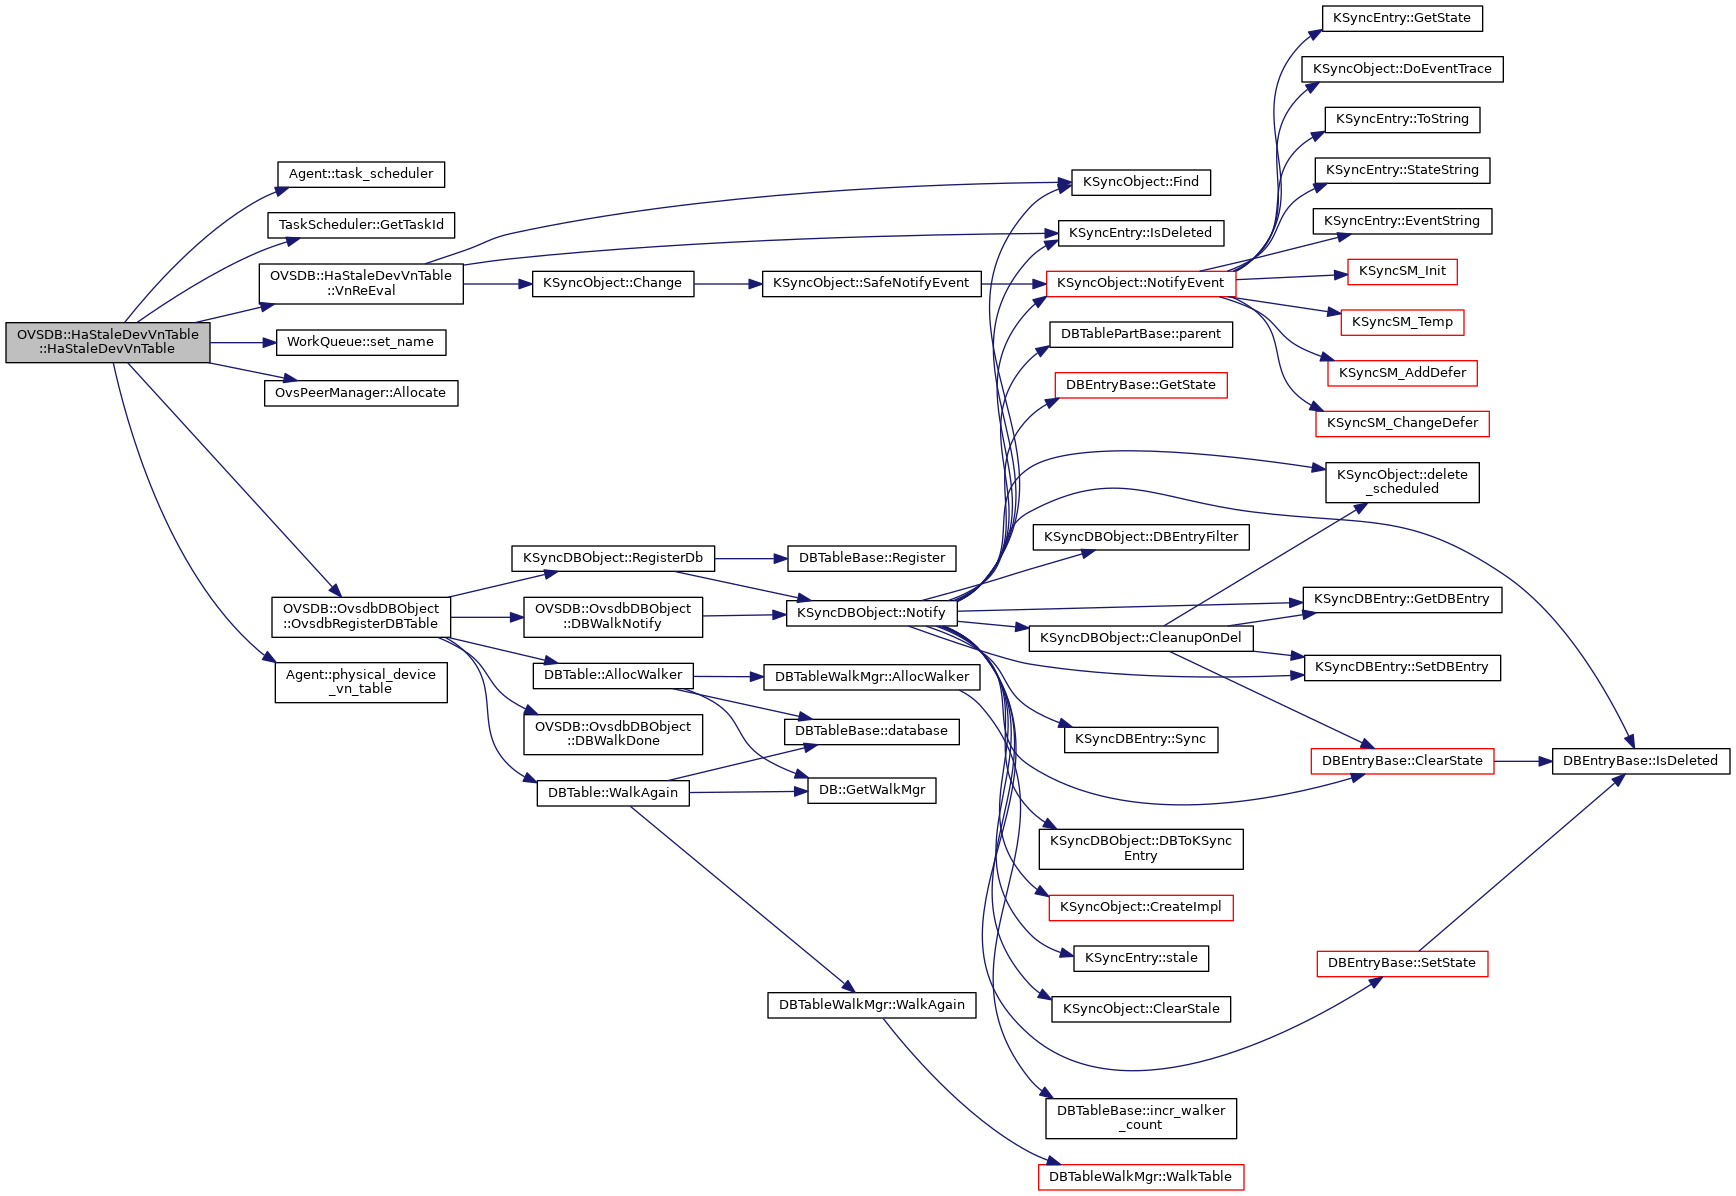 OVSDB::HaStaleDevVnTable
::HaStaleDevVnTable
Agent::task_scheduler
TaskScheduler::GetTaskId
OVSDB::HaStaleDevVnTable
::VnReEval
WorkQueue::set_name
OvsPeerManager::Allocate
OVSDB::OvsdbDBObject
::OvsdbRegisterDBTable
Agent::physical_device
_vn_table
KSyncObject::Change
KSyncDBObject::RegisterDb
OVSDB::OvsdbDBObject
::DBWalkNotify
DBTable::AllocWalker
OVSDB::OvsdbDBObject
::DBWalkDone
DBTable::WalkAgain
KSyncObject::SafeNotifyEvent
DBTableBase::Register
KSyncDBObject::Notify
DBTableWalkMgr::AllocWalker
DBTableBase::database
DB::GetWalkMgr
DBTableWalkMgr::WalkAgain
KSyncObject::Find
KSyncEntry::IsDeleted
KSyncObject::NotifyEvent
DBTablePartBase::parent
DBEntryBase::GetState
KSyncDBObject::DBEntryFilter
KSyncDBObject::CleanupOnDel
KSyncDBEntry::Sync
KSyncDBObject::DBToKSync
Entry
KSyncObject::CreateImpl
KSyncEntry::stale
KSyncObject::ClearStale
DBTableBase::incr_walker
_count
DBTableWalkMgr::WalkTable
KSyncEntry::GetState
KSyncObject::DoEventTrace
KSyncEntry::ToString
KSyncEntry::StateString
KSyncEntry::EventString
KSyncSM_Init
KSyncSM_Temp
KSyncSM_AddDefer
KSyncSM_ChangeDefer
KSyncObject::delete
_scheduled
KSyncDBEntry::GetDBEntry
KSyncDBEntry::SetDBEntry
DBEntryBase::ClearState
DBEntryBase::SetState
DBEntryBase::IsDeleted